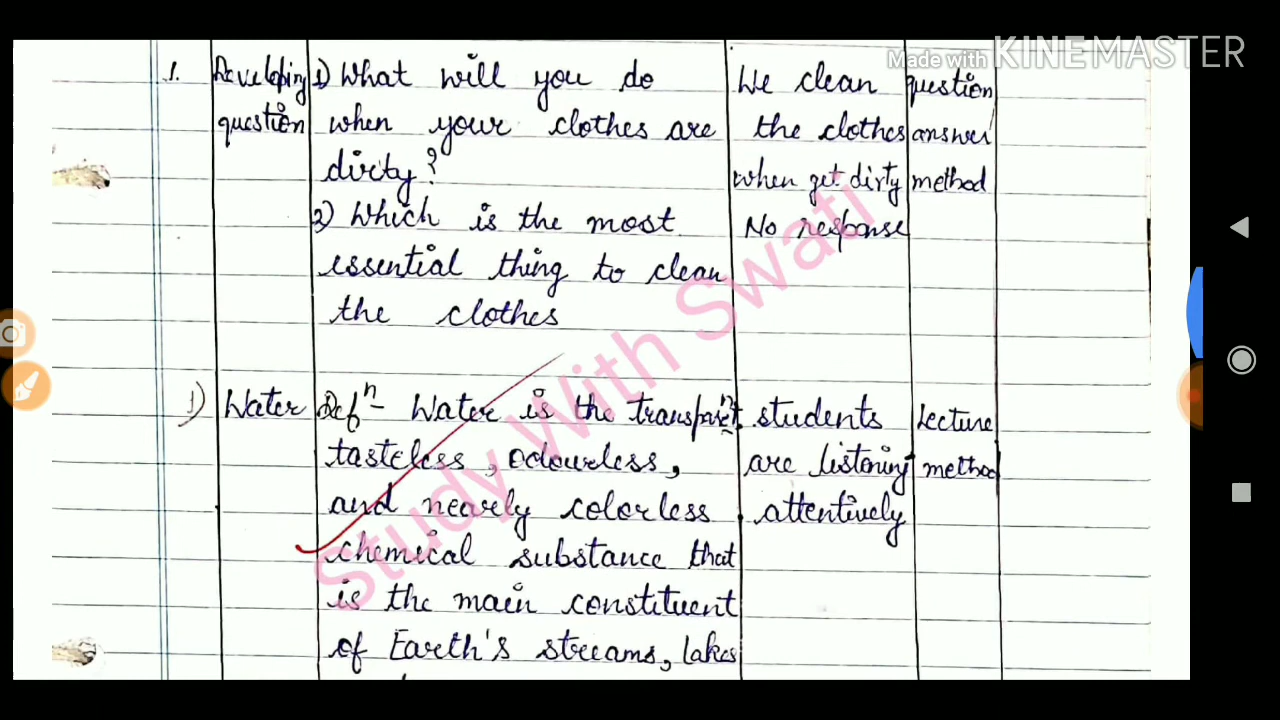 Made with KINEMASTER
1. Developing question
1) What will you do
when your clothes are
dirty?
2) Which is the most
essential thing to clean
the clothes
We clean
the clothes
when get dirty
No response
question
answer
method
1) Water
Defn - Water is the transparent
tasteless, odourless,
and nearly colorless
chemical substance that
is the main constituent
of Earth's streams, lakes
students
are listening
attentively
Lecture
method
Study With Swati